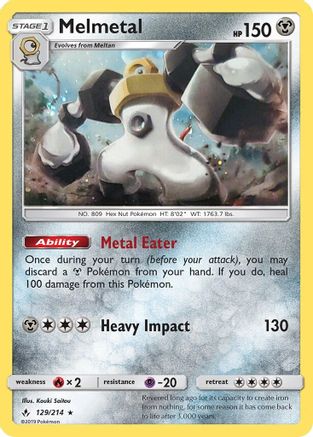 STAGE 1 Melmetal HP 150
Evolves from Meltan
NO. 809 Hex Nut Pokémon HT: 8'02" WT: 1763.7 lbs.
Ability Metal Eater
Once during your turn (before your attack), you may
discard a Pokémon from your hand. If you do, heal
100 damage from this Pokémon.
Heavy Impact 130
weakness × 2 resistance -20 retreat
Illus. Kouki Saitou
Revered long ago for its capacity to create iron
from nothing, for some reason it has come back
to life after 3,000 years.
129/214 ★
©2019 Pokémon